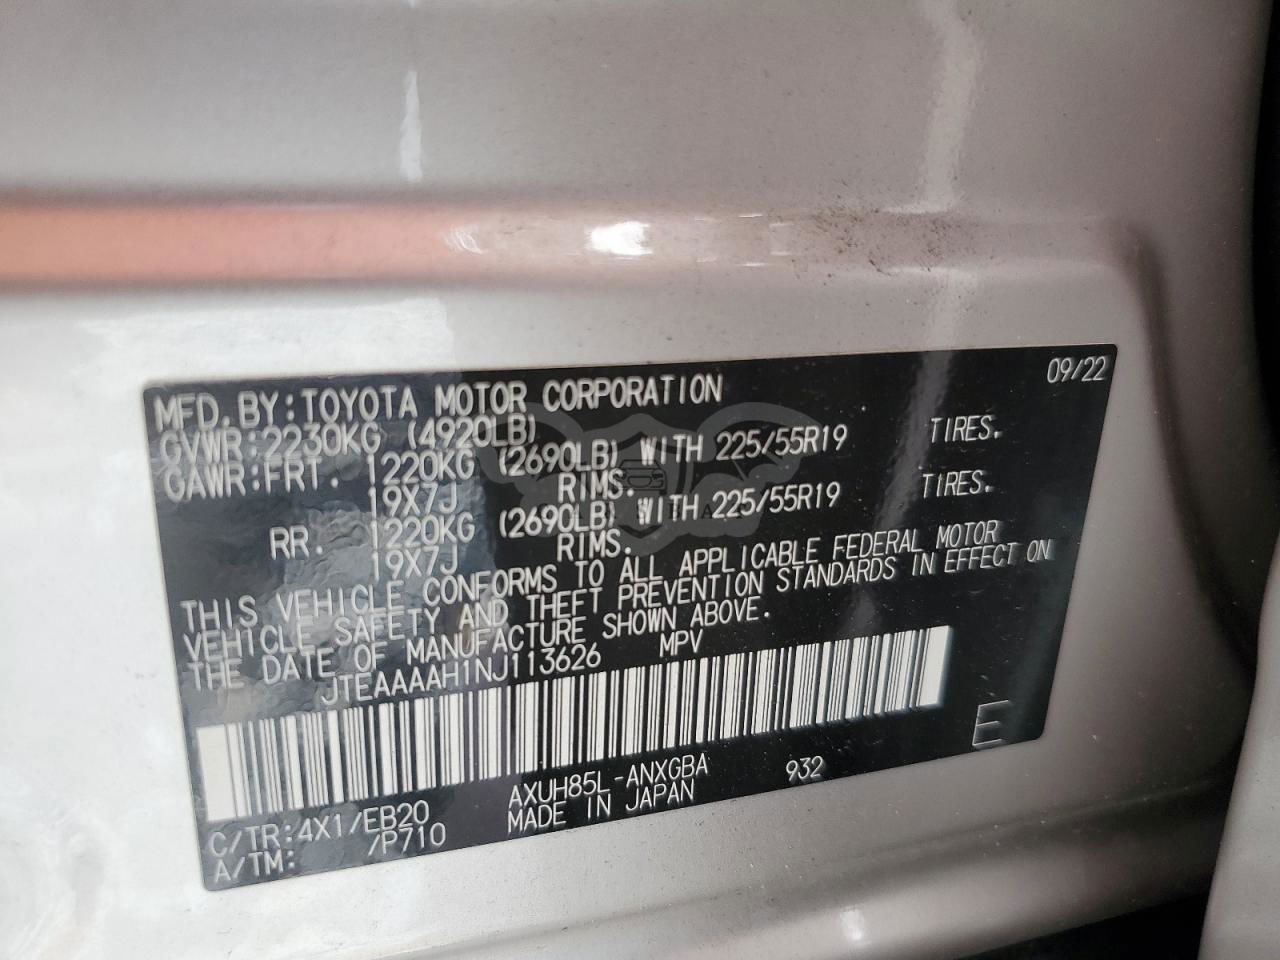 09/22
MFD.BY:TOYOTA MOTOR CORPORATION
GVWR:2230KG (4920LB)
GAWR:FRT. 1220KG (2690LB) WITH 225/55R19 TIRES.
19X7J RIMS.
RR. 1220KG (2690LB) WITH 225/55R19 TIRES.
19X7J RIMS.
THIS VEHICLE CONFORMS TO ALL APPLICABLE FEDERAL MOTOR
VEHICLE SAFETY AND THEFT PREVENTION STANDARDS IN EFFECT ON
THE DATE OF MANUFACTURE SHOWN ABOVE.
JTEAAAAH1NJ113626 MPV
E
C/TR:4X1/EB20 AXUH85L-ANXGBA 932
A/TM: /P710 MADE IN JAPAN